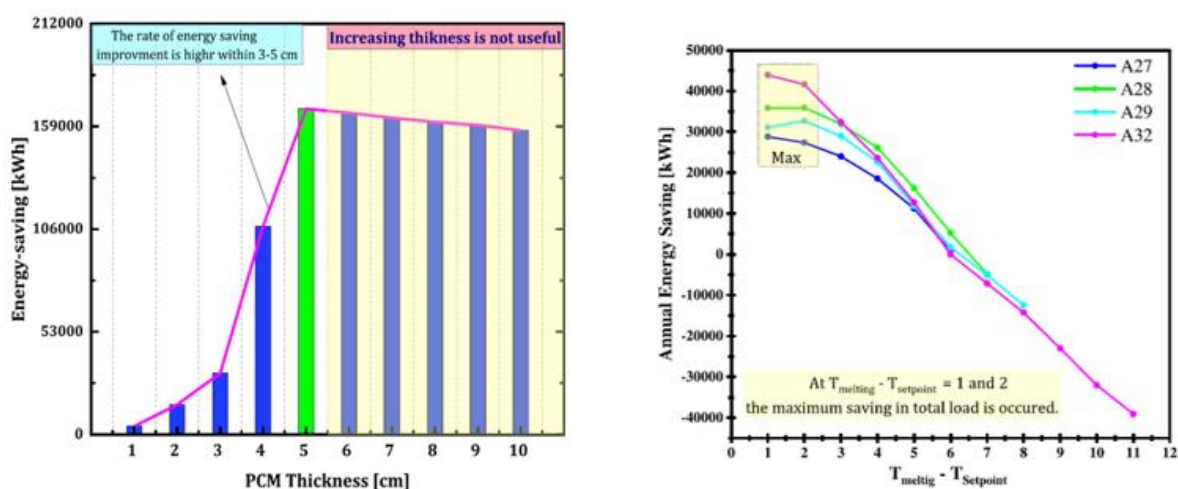 212000
159000
106000
53000
0
Energy-saving [kWh]
The rate of energy saving
improvment is highr within 3-5 cm
Increasing thikness is not useful
1 2 3 4 5 6 7 8 9 10
PCM Thickness [cm]
50000
40000
30000
20000
10000
0
-10000
-20000
-30000
-40000
Annual Energy Saving [kWh]
Max
A27
A28
A29
A32
At Tmelting - Tsetpoint = 1 and 2
the maximum saving in total load is occured.
0 1 2 3 4 5 6 7 8 9 10 11 12
Tmeltig - TSetpoint